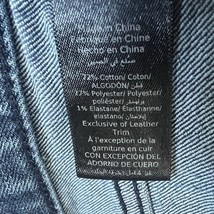 Made in China
Fabriqué en Chine
Hecho en China
صنع في الصين
72% Cotton/ Coton/
ALGODÓN/ قطن
27% Polyester/ Polyester/
poliéster/ بوليستر
1% Elastane/ Élasthanne/
elastano/
Exclusive of Leather
Trim
À l'exception de la
garniture en cuir
CON EXCEPCIÓN DEL
ADORNO DE CUERO